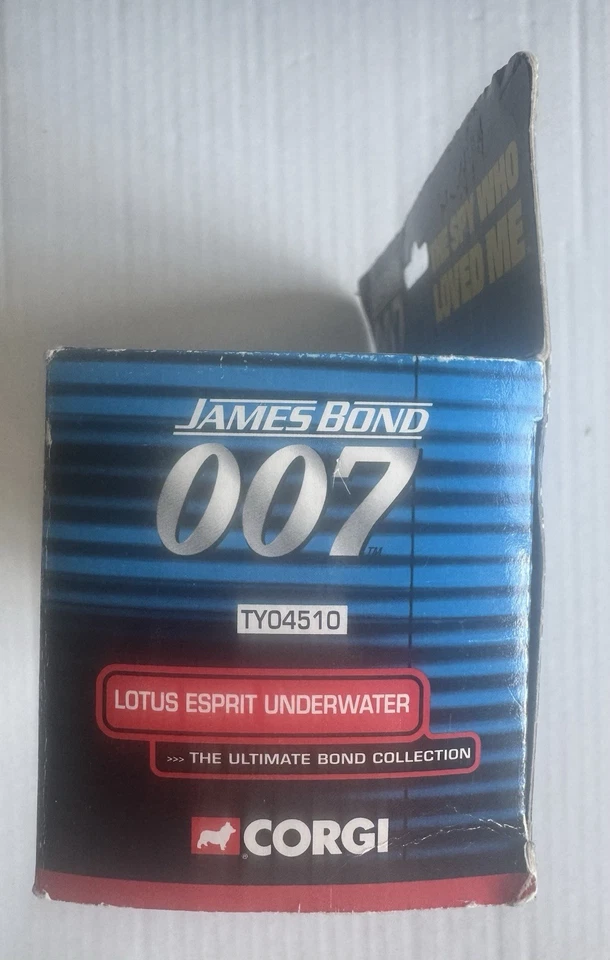 THE SPY WHO
LOVED ME
JAMES BOND
007
TM
TY04510
LOTUS ESPRIT UNDERWATER
>>> THE ULTIMATE BOND COLLECTION
CORGI